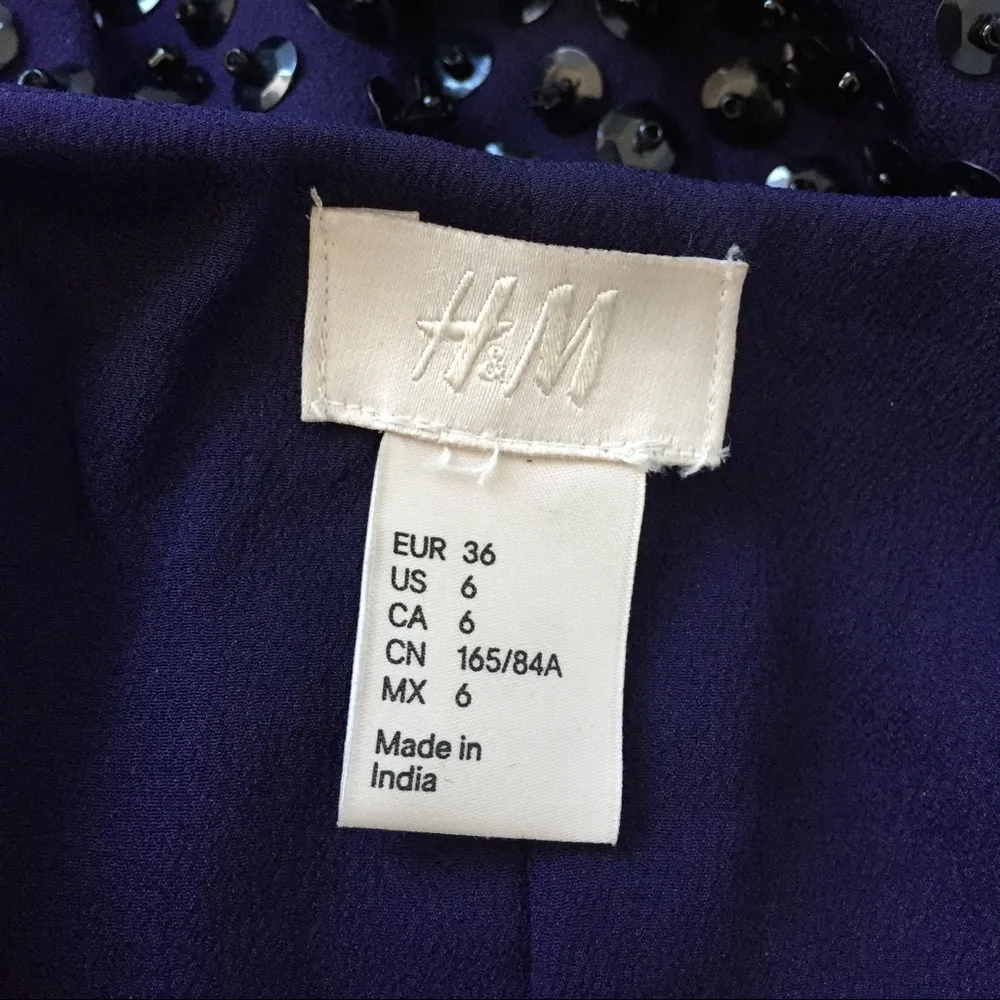 H&M
EUR 36
US 6
CA 6
CN 165/84A
MX 6
Made in
India